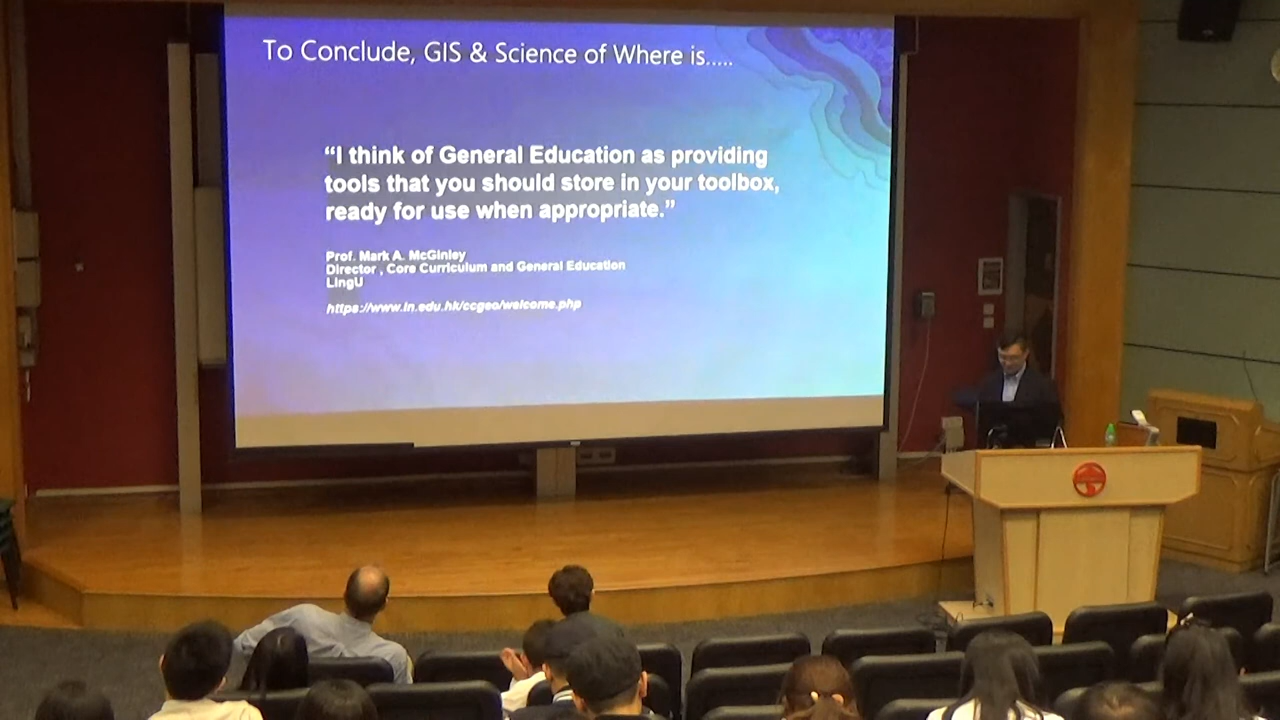 To Conclude, GIS & Science of Where is.....
“I think of General Education as providing
tools that you should store in your toolbox,
ready for use when appropriate.”
Prof. Mark A. McGinley
Director , Core Curriculum and General Education
LingU
https://www.ln.edu.hk/ccgeo/welcome.php